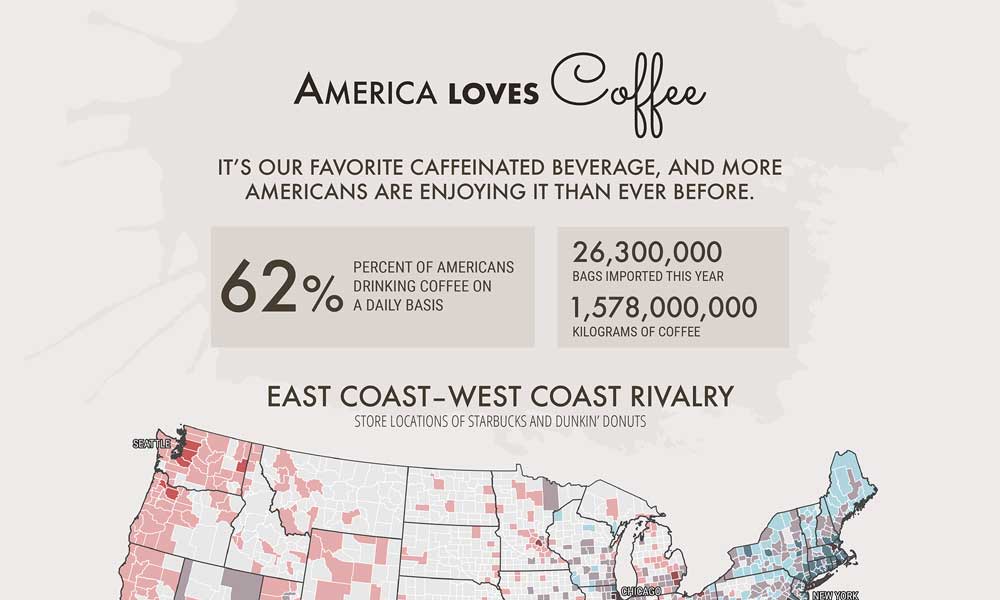 AMERICA LOVES Coffee
IT'S OUR FAVORITE CAFFEINATED BEVERAGE, AND MORE
AMERICANS ARE ENJOYING IT THAN EVER BEFORE.
62%
PERCENT OF AMERICANS
DRINKING COFFEE ON
A DAILY BASIS
26,300,000
BAGS IMPORTED THIS YEAR
1,578,000,000
KILOGRAMS OF COFFEE
EAST COAST–WEST COAST RIVALRY
STORE LOCATIONS OF STARBUCKS AND DUNKIN' DONUTS
SEATTLE
CHICAGO
NEW YORK